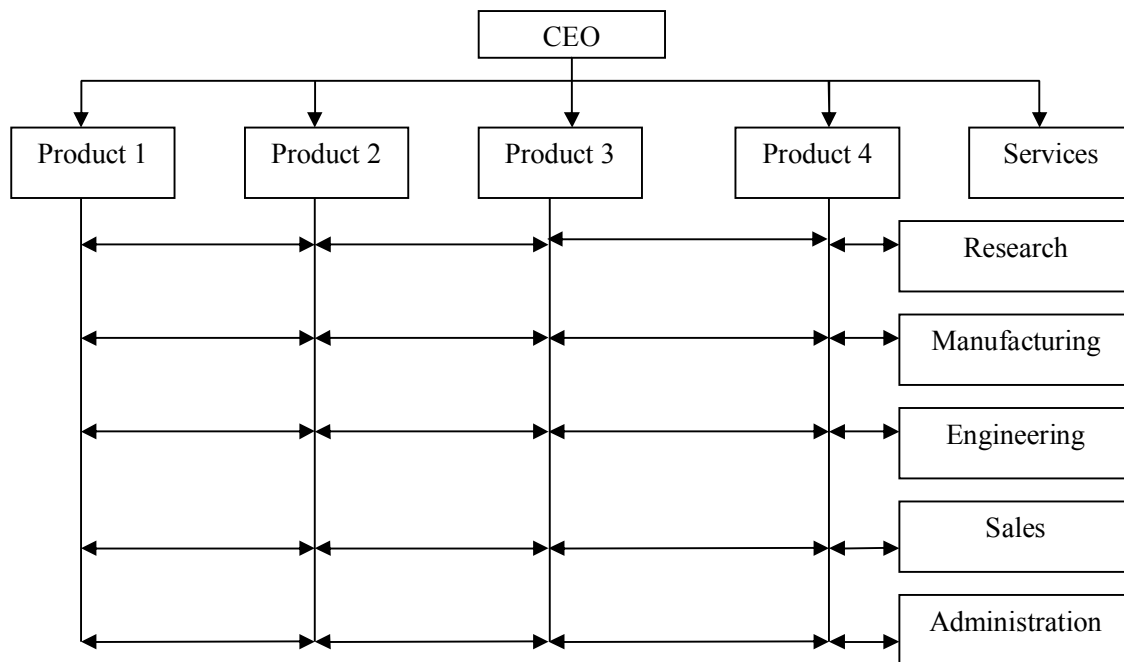 CEO
Product 1
Product 2
Product 3
Product 4
Services
Research
Manufacturing
Engineering
Sales
Administration